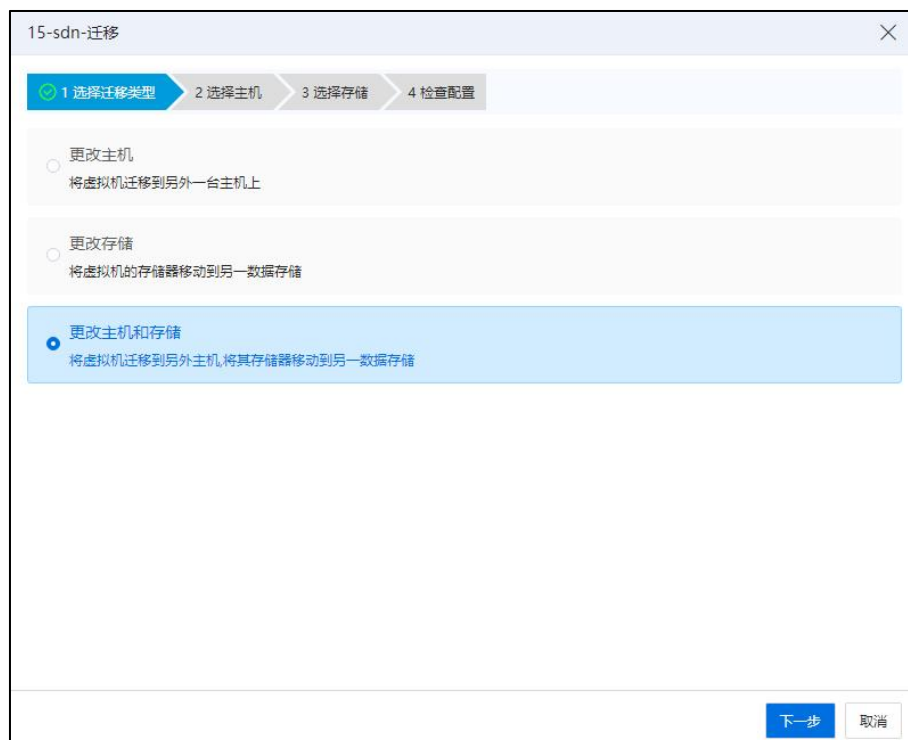 15-sdn-迁移
1 选择迁移类型 2 选择主机 3 选择存储 4 检查配置
更改主机
将虚拟机迁移到另外一台主机上
更改存储
将虚拟机的存储器移动到另一数据存储
更改主机和存储
将虚拟机迁移到另外主机,将其存储器移动到另一数据存储
下一步 取消